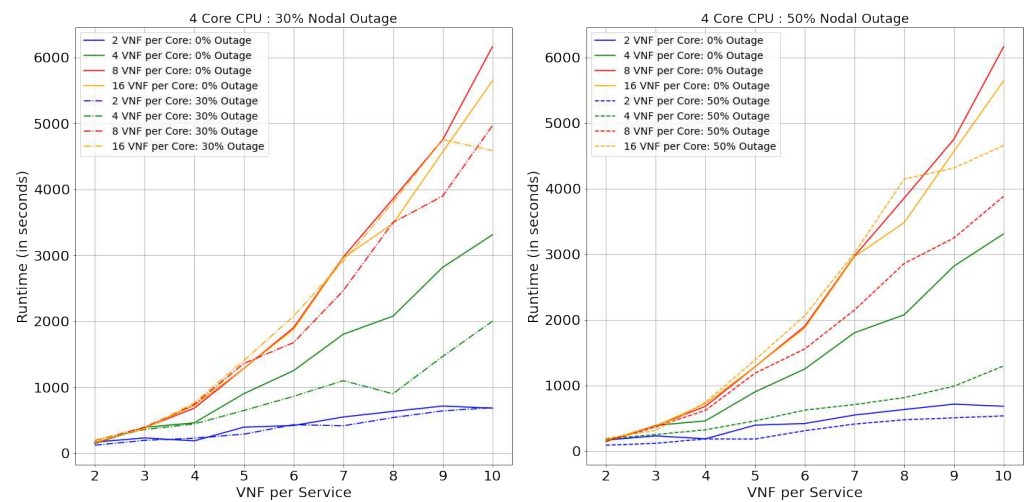 4 Core CPU : 30% Nodal Outage
2 VNF per Core: 0% Outage
4 VNF per Core: 0% Outage
8 VNF per Core: 0% Outage
16 VNF per Core: 0% Outage
2 VNF per Core: 30% Outage
4 VNF per Core: 30% Outage
8 VNF per Core: 30% Outage
16 VNF per Core: 30% Outage
Runtime (in seconds)
6000
5000
4000
3000
2000
1000
0
2 3 4 5 6 7 8 9 10
VNF per Service
4 Core CPU : 50% Nodal Outage
2 VNF per Core: 0% Outage
4 VNF per Core: 0% Outage
8 VNF per Core: 0% Outage
16 VNF per Core: 0% Outage
2 VNF per Core: 50% Outage
4 VNF per Core: 50% Outage
8 VNF per Core: 50% Outage
16 VNF per Core: 50% Outage
Runtime (in seconds)
6000
5000
4000
3000
2000
1000
0
2 3 4 5 6 7 8 9 10
VNF per Service